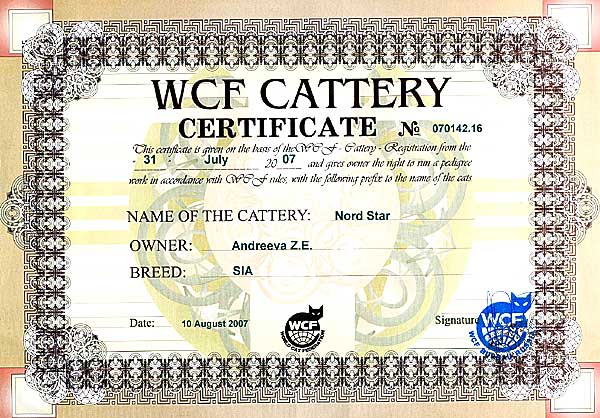 WCF CATTERY
CERTIFICATE № 070142.16
This certificate is given on the basis of the WCF - Cattery - Registration from the
- 31 . July 20 07 and gives owner the right to run a pedigree
work in accordance with WCF rules, with the following prefix to the name of the cats
NAME OF THE CATTERY: Nord Star
OWNER: Andreeva Z.E.
BREED: SIA
Date: 10 August 2007
WCF
Signature
WCF